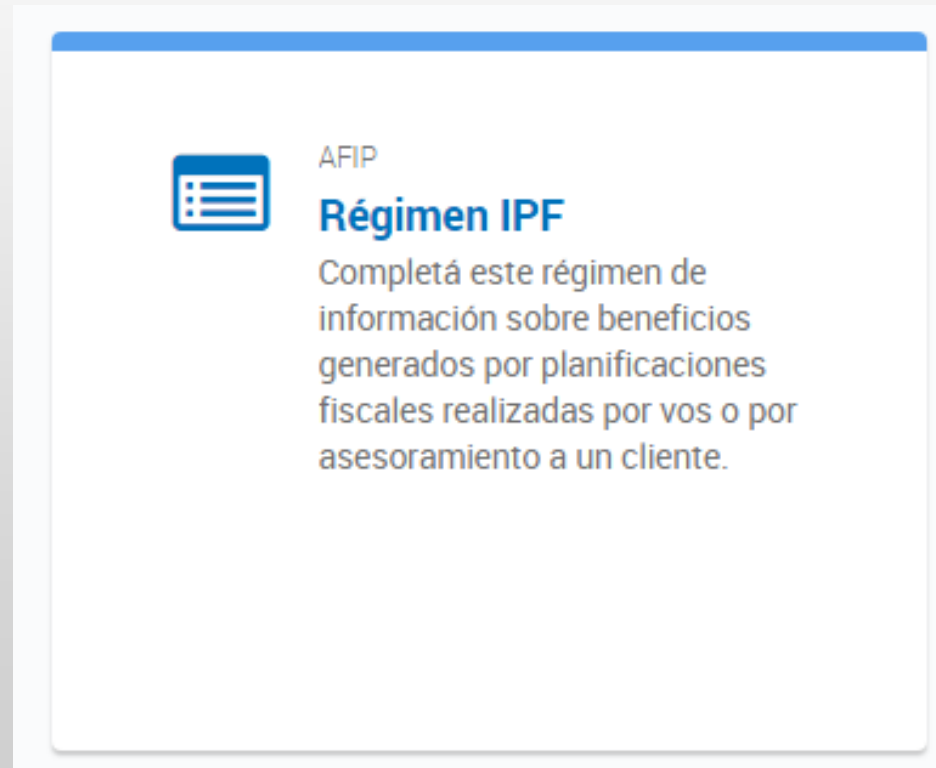 AFIP
Régimen IPF
Completá este régimen de
información sobre beneficios
generados por planificaciones
fiscales realizadas por vos o por
asesoramiento a un cliente.